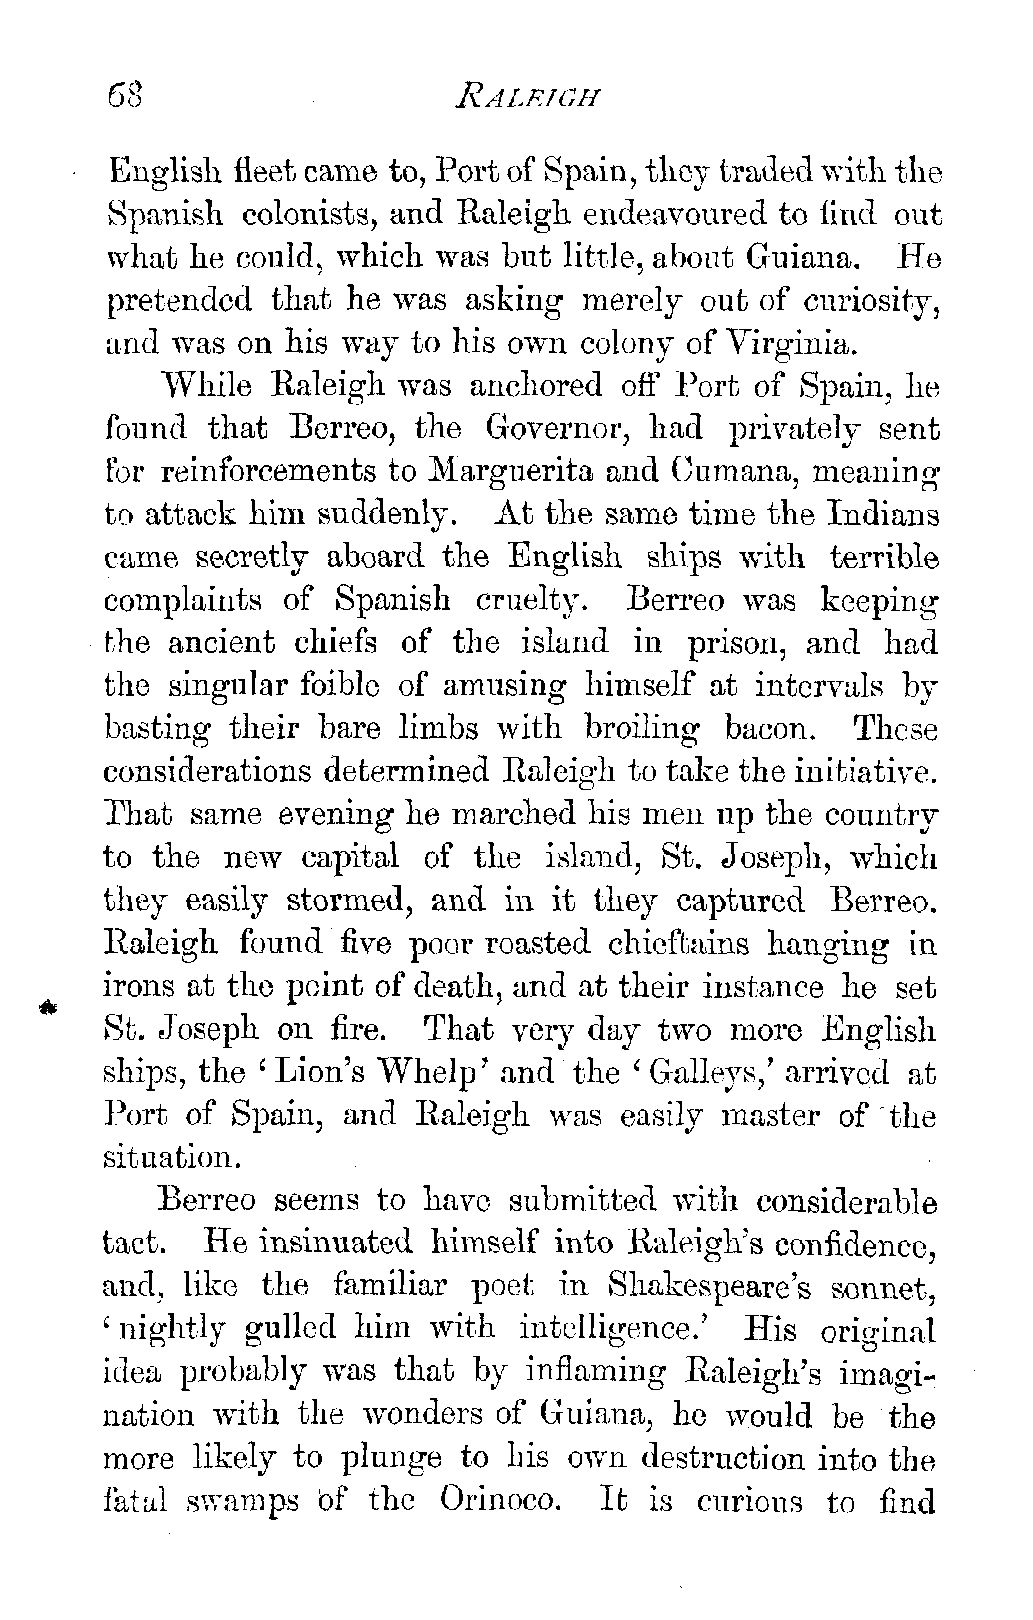 68 RALEIGH
English fleet came to, Port of Spain, they traded with the
Spanish colonists, and Raleigh endeavoured to find out
what he could, which was but little, about Guiana. He
pretended that he was asking merely out of curiosity,
and was on his way to his own colony of Virginia.
While Raleigh was anchored off Port of Spain, he
found that Berreo, the Governor, had privately sent
for reinforcements to Marguerita and Cumana, meaning
to attack him suddenly. At the same time the Indians
came secretly aboard the English ships with terrible
complaints of Spanish cruelty. Berreo was keeping
the ancient chiefs of the island in prison, and had
the singular foible of amusing himself at intervals by
basting their bare limbs with broiling bacon. These
considerations determined Raleigh to take the initiative.
That same evening he marched his men up the country
to the new capital of the island, St. Joseph, which
they easily stormed, and in it they captured Berreo.
Raleigh found five poor roasted chieftains hanging in
irons at the point of death, and at their instance he set
St. Joseph on fire. That very day two more English
ships, the ‘Lion’s Whelp’ and the ‘Galleys,’ arrived at
Port of Spain, and Raleigh was easily master of the
situation.
Berreo seems to have submitted with considerable
tact. He insinuated himself into Raleigh’s confidence,
and, like the familiar poet in Shakespeare’s sonnet,
‘nightly gulled him with intelligence.’ His original
idea probably was that by inflaming Raleigh’s imagi-
nation with the wonders of Guiana, he would be the
more likely to plunge to his own destruction into the
fatal swamps of the Orinoco. It is curious to find